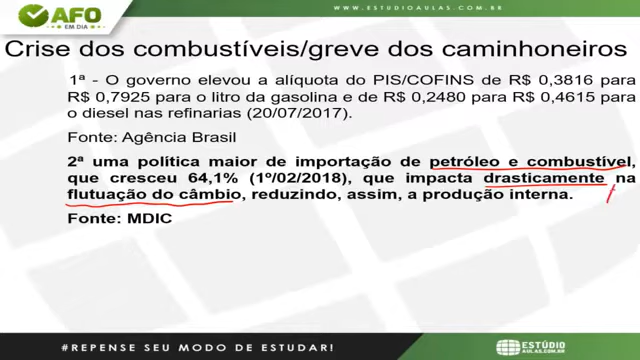 AFO
EM DIA
WWW.ESTUDIOAULAS.COM.BR
Crise dos combustíveis/greve dos caminhoneiros
1ª - O governo elevou a alíquota do PIS/COFINS de R$ 0,3816 para
R$ 0,7925 para o litro da gasolina e de R$ 0,2480 para R$ 0,4615 para
o diesel nas refinarias (20/07/2017).
Fonte: Agência Brasil
2ª uma política maior de importação de petróleo e combustível,
que cresceu 64,1% (1º/02/2018), que impacta drasticamente na
flutuação do câmbio, reduzindo, assim, a produção interna.
Fonte: MDIC
#REPENSE SEU MODO DE ESTUDAR!
ESTÚDIO
AULAS.COM.BR